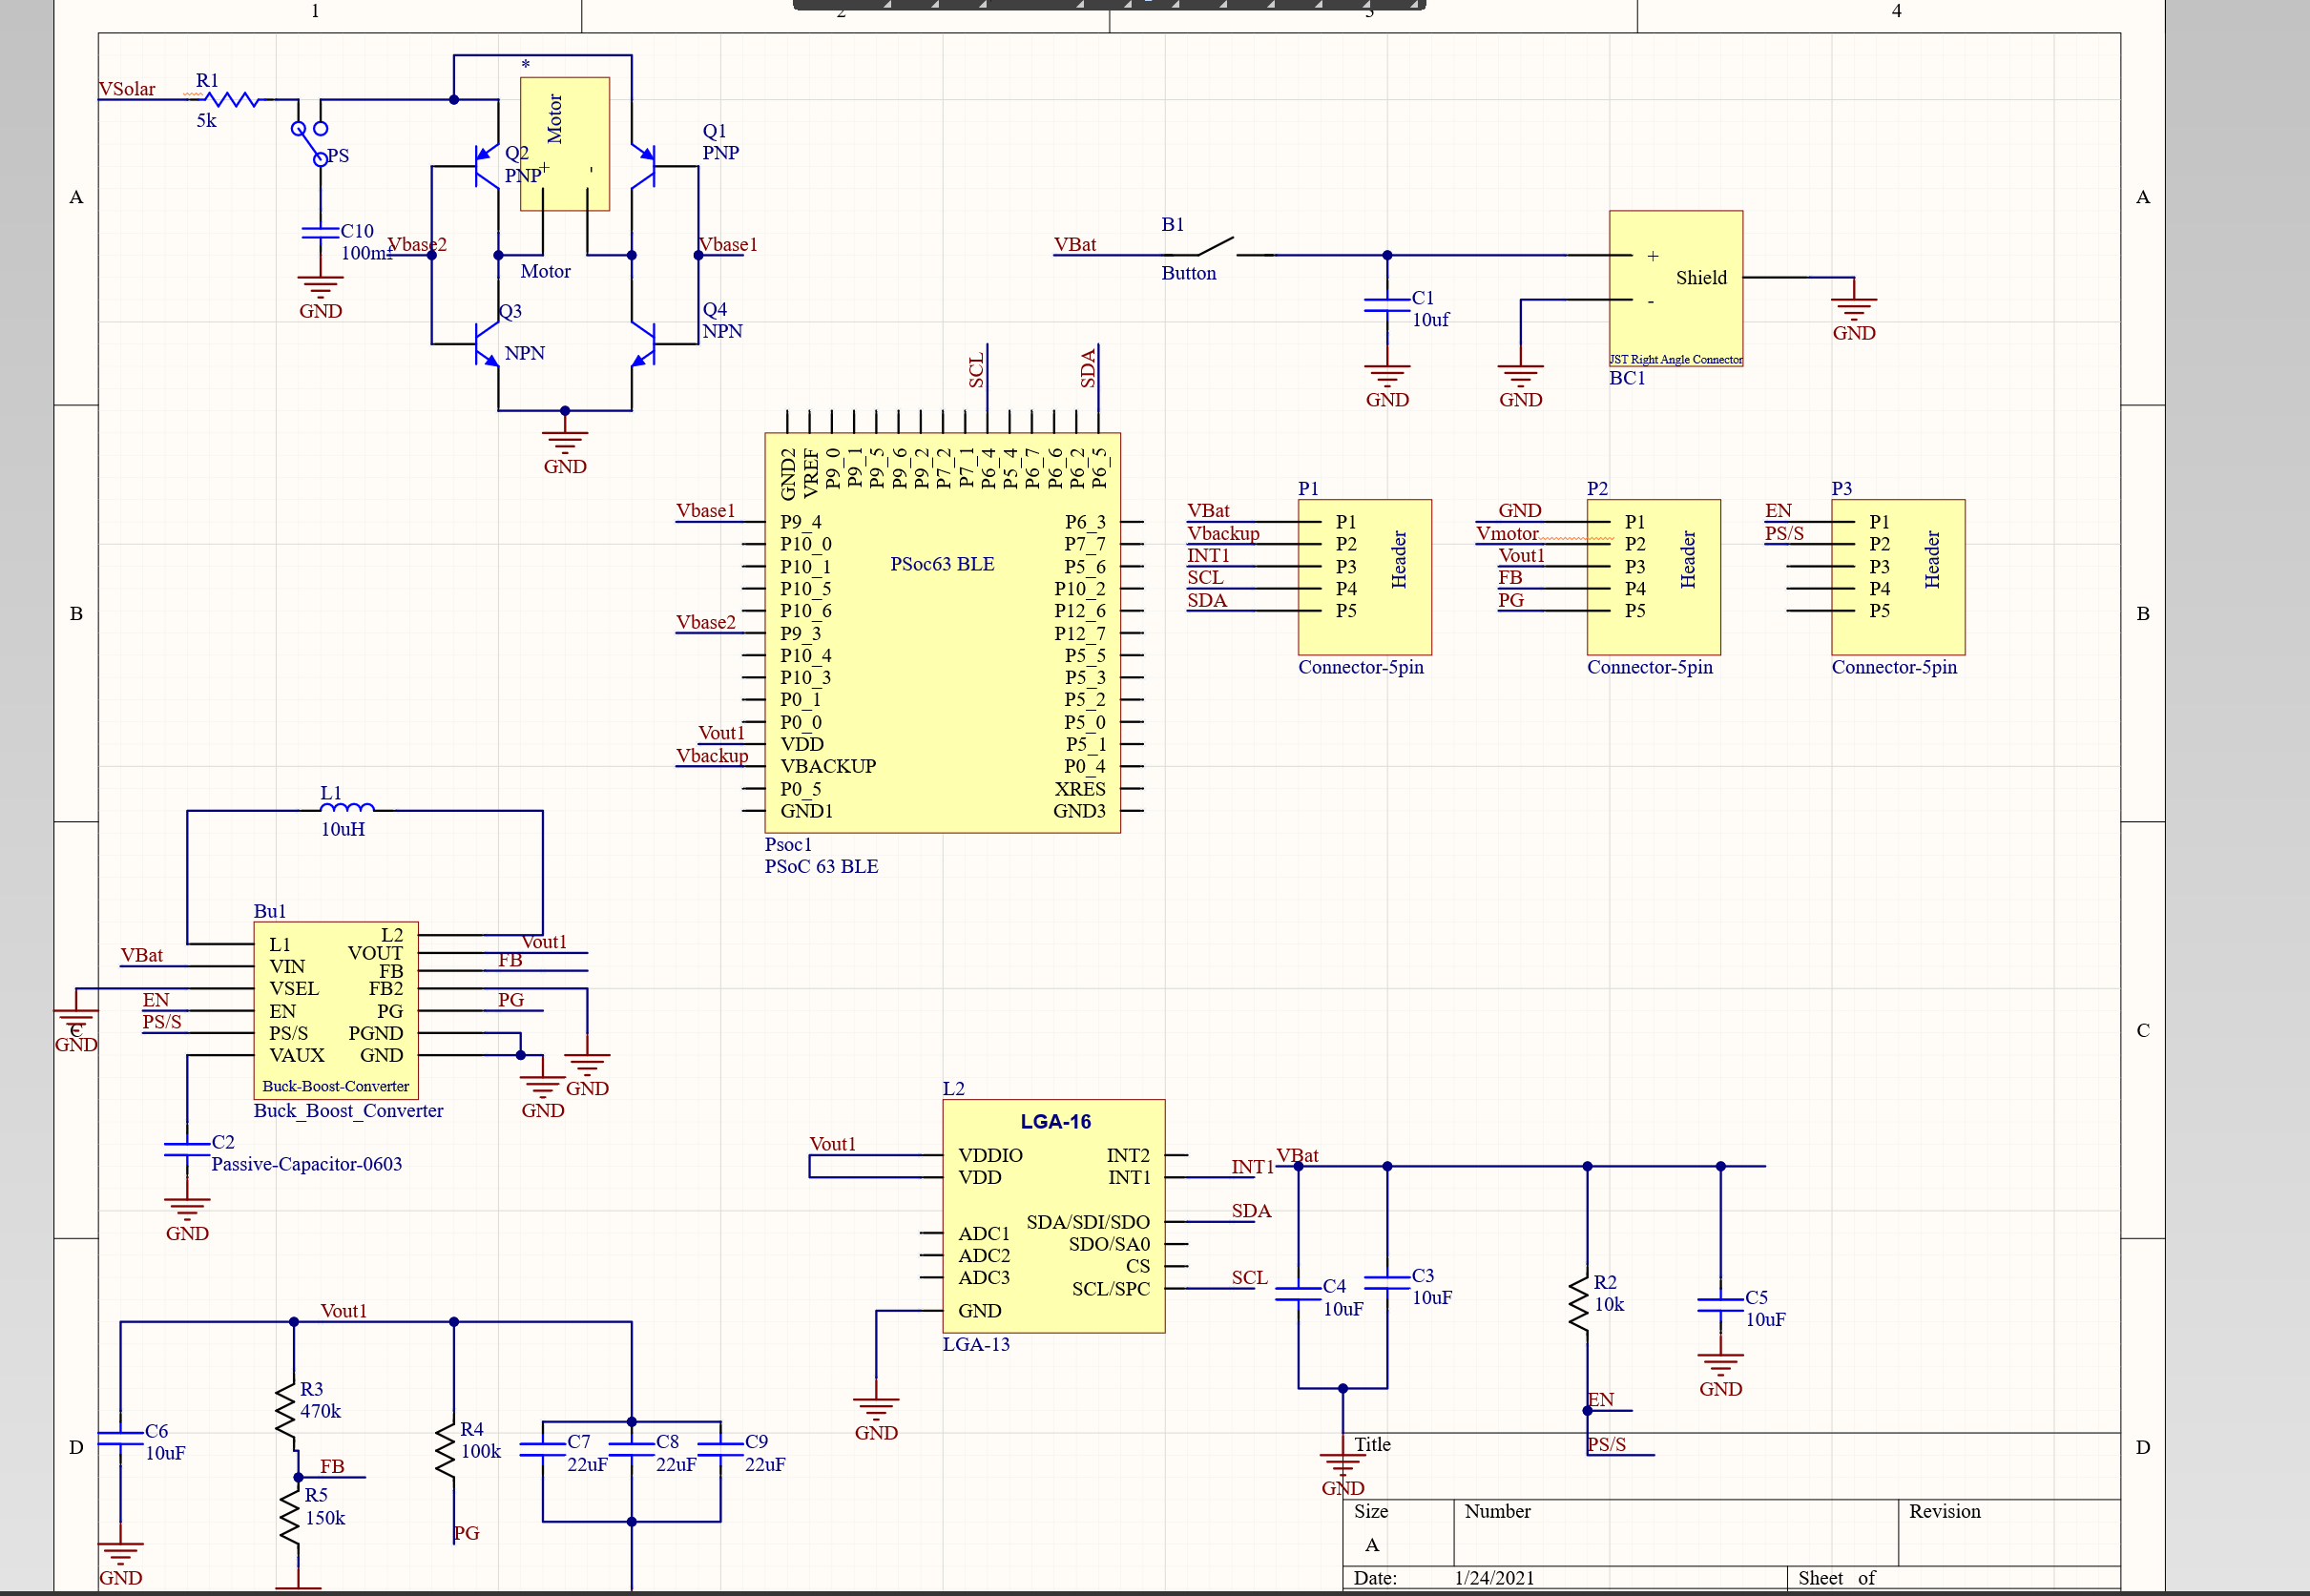 1
2
3
4
A
B
C
D
A
B
C
D
VSolar
R1
5k
PS
C10
100mf
GND
*
Motor
+
-
Motor
Q2
PNP
Q1
PNP
Vbase2
Vbase1
Q3
NPN
Q4
NPN
GND
VBat
B1
Button
C1
10uf
GND
GND
+
-
Shield
JST Right Angle Connector
BC1
GND
SCL
SDA
GND2
VREF
P9_0
P9_1
P9_5
P9_6
P9_2
P7_2
P7_1
P6_4
P5_4
P6_7
P6_6
P6_2
P6_5
Vbase1
Vbase2
Vout1
Vbackup
P9_4
P10_0
P10_1
P10_5
P10_6
P9_3
P10_4
P10_3
P0_1
P0_0
VDD
VBACKUP
P0_5
GND1
PSoc63 BLE
P6_3
P7_7
P5_6
P10_2
P12_6
P12_7
P5_5
P5_3
P5_2
P5_0
P5_1
P0_4
XRES
GND3
Psoc1
PSoC 63 BLE
P1
VBat
Vbackup
INT1
SCL
SDA
P1
P2
P3
P4
P5
Header
Connector-5pin
P2
GND
Vmotor
Vout1
FB
PG
P1
P2
P3
P4
P5
Header
Connector-5pin
P3
EN
PS/S
P1
P2
P3
P4
P5
Header
Connector-5pin
L1
10uH
Bu1
VBat
EN
PS/S
GND
L1
VIN
VSEL
EN
PS/S
VAUX
L2
VOUT
FB
FB2
PG
PGND
GND
Buck-Boost-Converter
Buck_Boost_Converter
Vout1
FB
PG
GND
GND
C2
Passive-Capacitor-0603
GND
L2
LGA-16
Vout1
VDDIO
VDD
ADC1
ADC2
ADC3
GND
INT2
INT1
SDA/SDI/SDO
SDO/SA0
CS
SCL/SPC
LGA-13
GND
INT1
SDA
SCL
VBat
C4
10uF
C3
10uF
GND
R2
10k
EN
PS/S
C5
10uF
GND
Vout1
C6
10uF
GND
R3
470k
FB
R5
150k
R4
100k
PG
C7
22uF
C8
22uF
C9
22uF
Title
Size
A
Number
Revision
Date:
1/24/2021
Sheet of